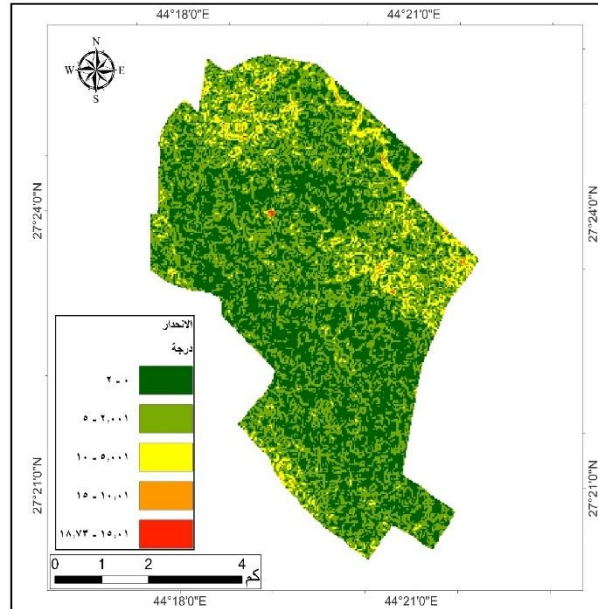 44°18'0"E 44°21'0"E
N
W E
S
27°24'0"N 27°24'0"N
الانحدار
درجة
٠ - ٢
٢,٠٠١ - ٥
٥,٠٠١ - ١٠
١٠,٠١ - ١٥
١٥,٠١ - ١٨,٧٣
27°21'0"N 27°21'0"N
0 1 2 4
كم
44°18'0"E 44°21'0"E